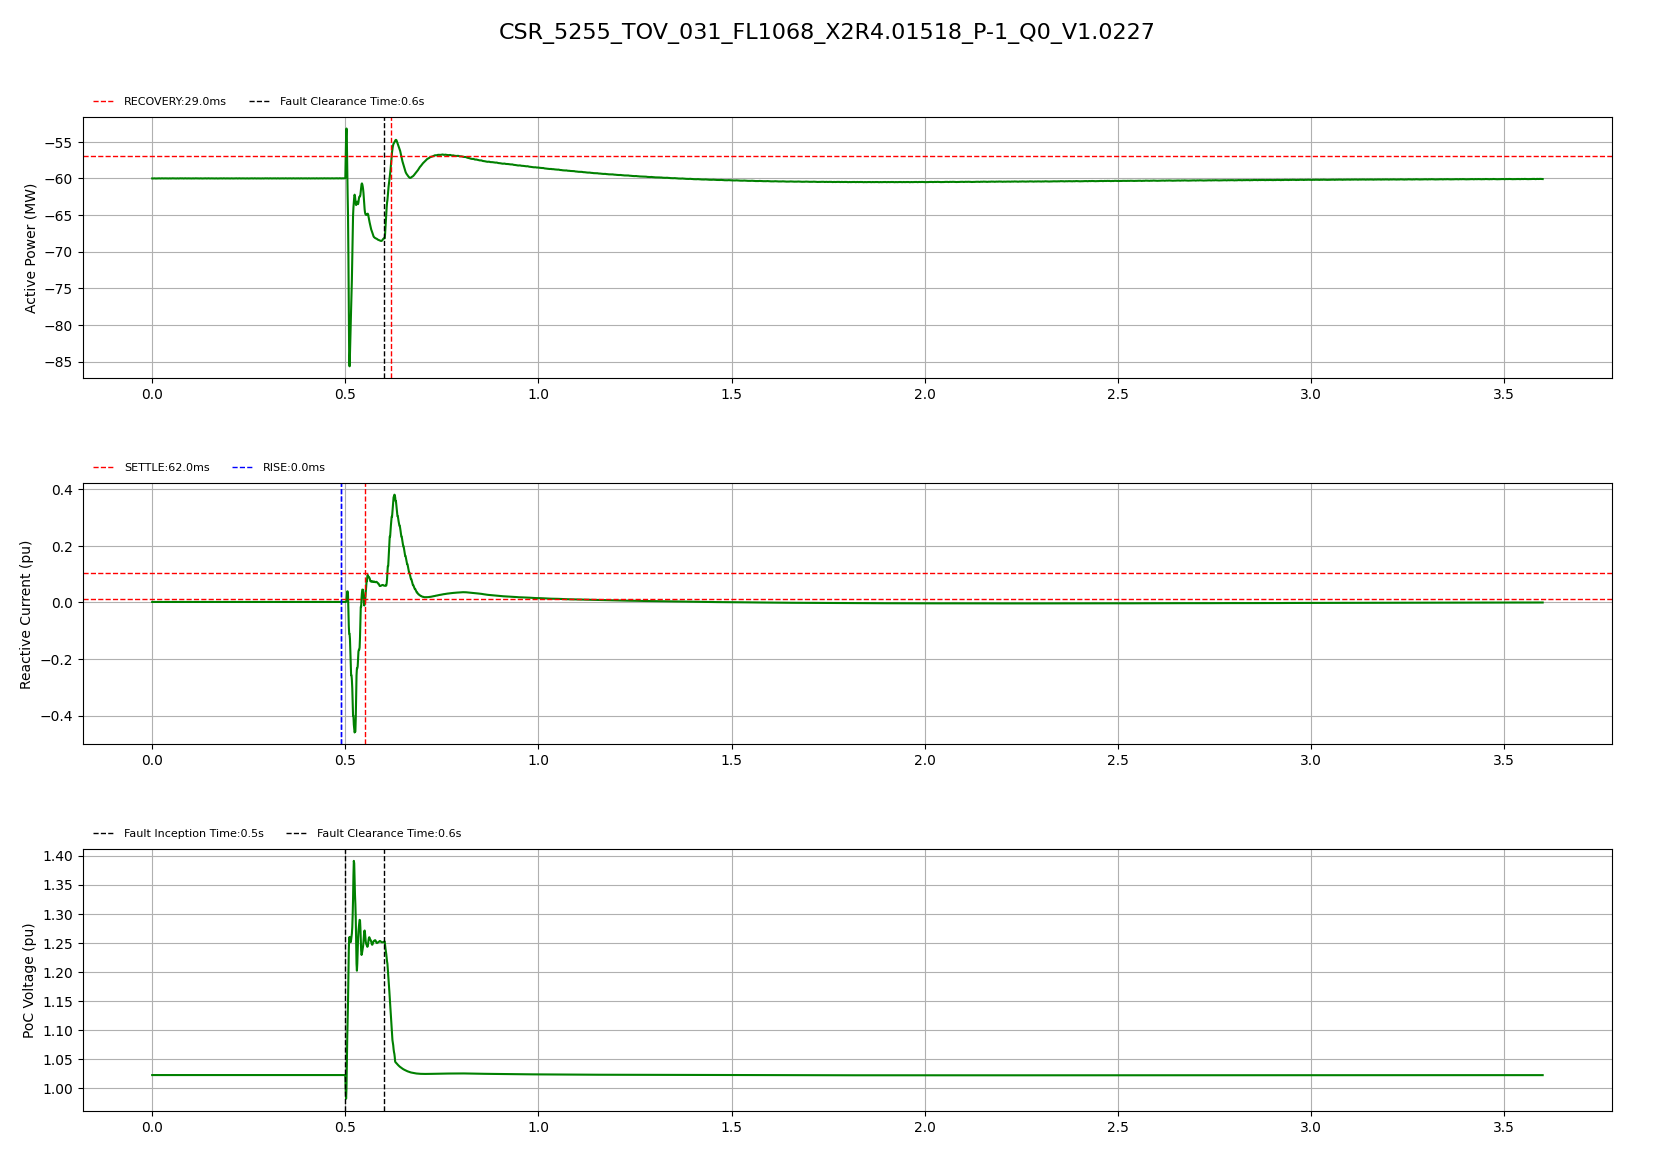 CSR_5255_TOV_031_FL1068_X2R4.01518_P-1_Q0_V1.0227
RECOVERY:29.0ms Fault Clearance Time:0.6s
Active Power (MW)
−55
−60
−65
−70
−75
−80
−85
0.0 0.5 1.0 1.5 2.0 2.5 3.0 3.5
SETTLE:62.0ms RISE:0.0ms
Reactive Current (pu)
0.4
0.2
0.0
−0.2
−0.4
0.0 0.5 1.0 1.5 2.0 2.5 3.0 3.5
Fault Inception Time:0.5s Fault Clearance Time:0.6s
PoC Voltage (pu)
1.40
1.35
1.30
1.25
1.20
1.15
1.10
1.05
1.00
0.0 0.5 1.0 1.5 2.0 2.5 3.0 3.5